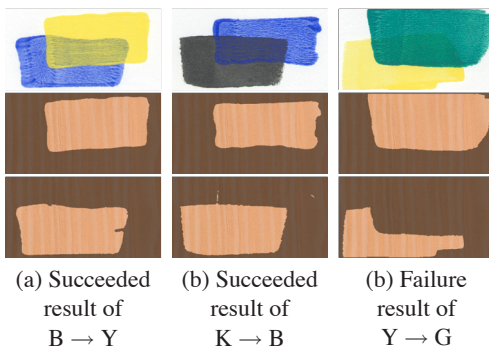 (a) Succeeded
result of
B → Y
(b) Succeeded
result of
K → B
(b) Failure
result of
Y → G